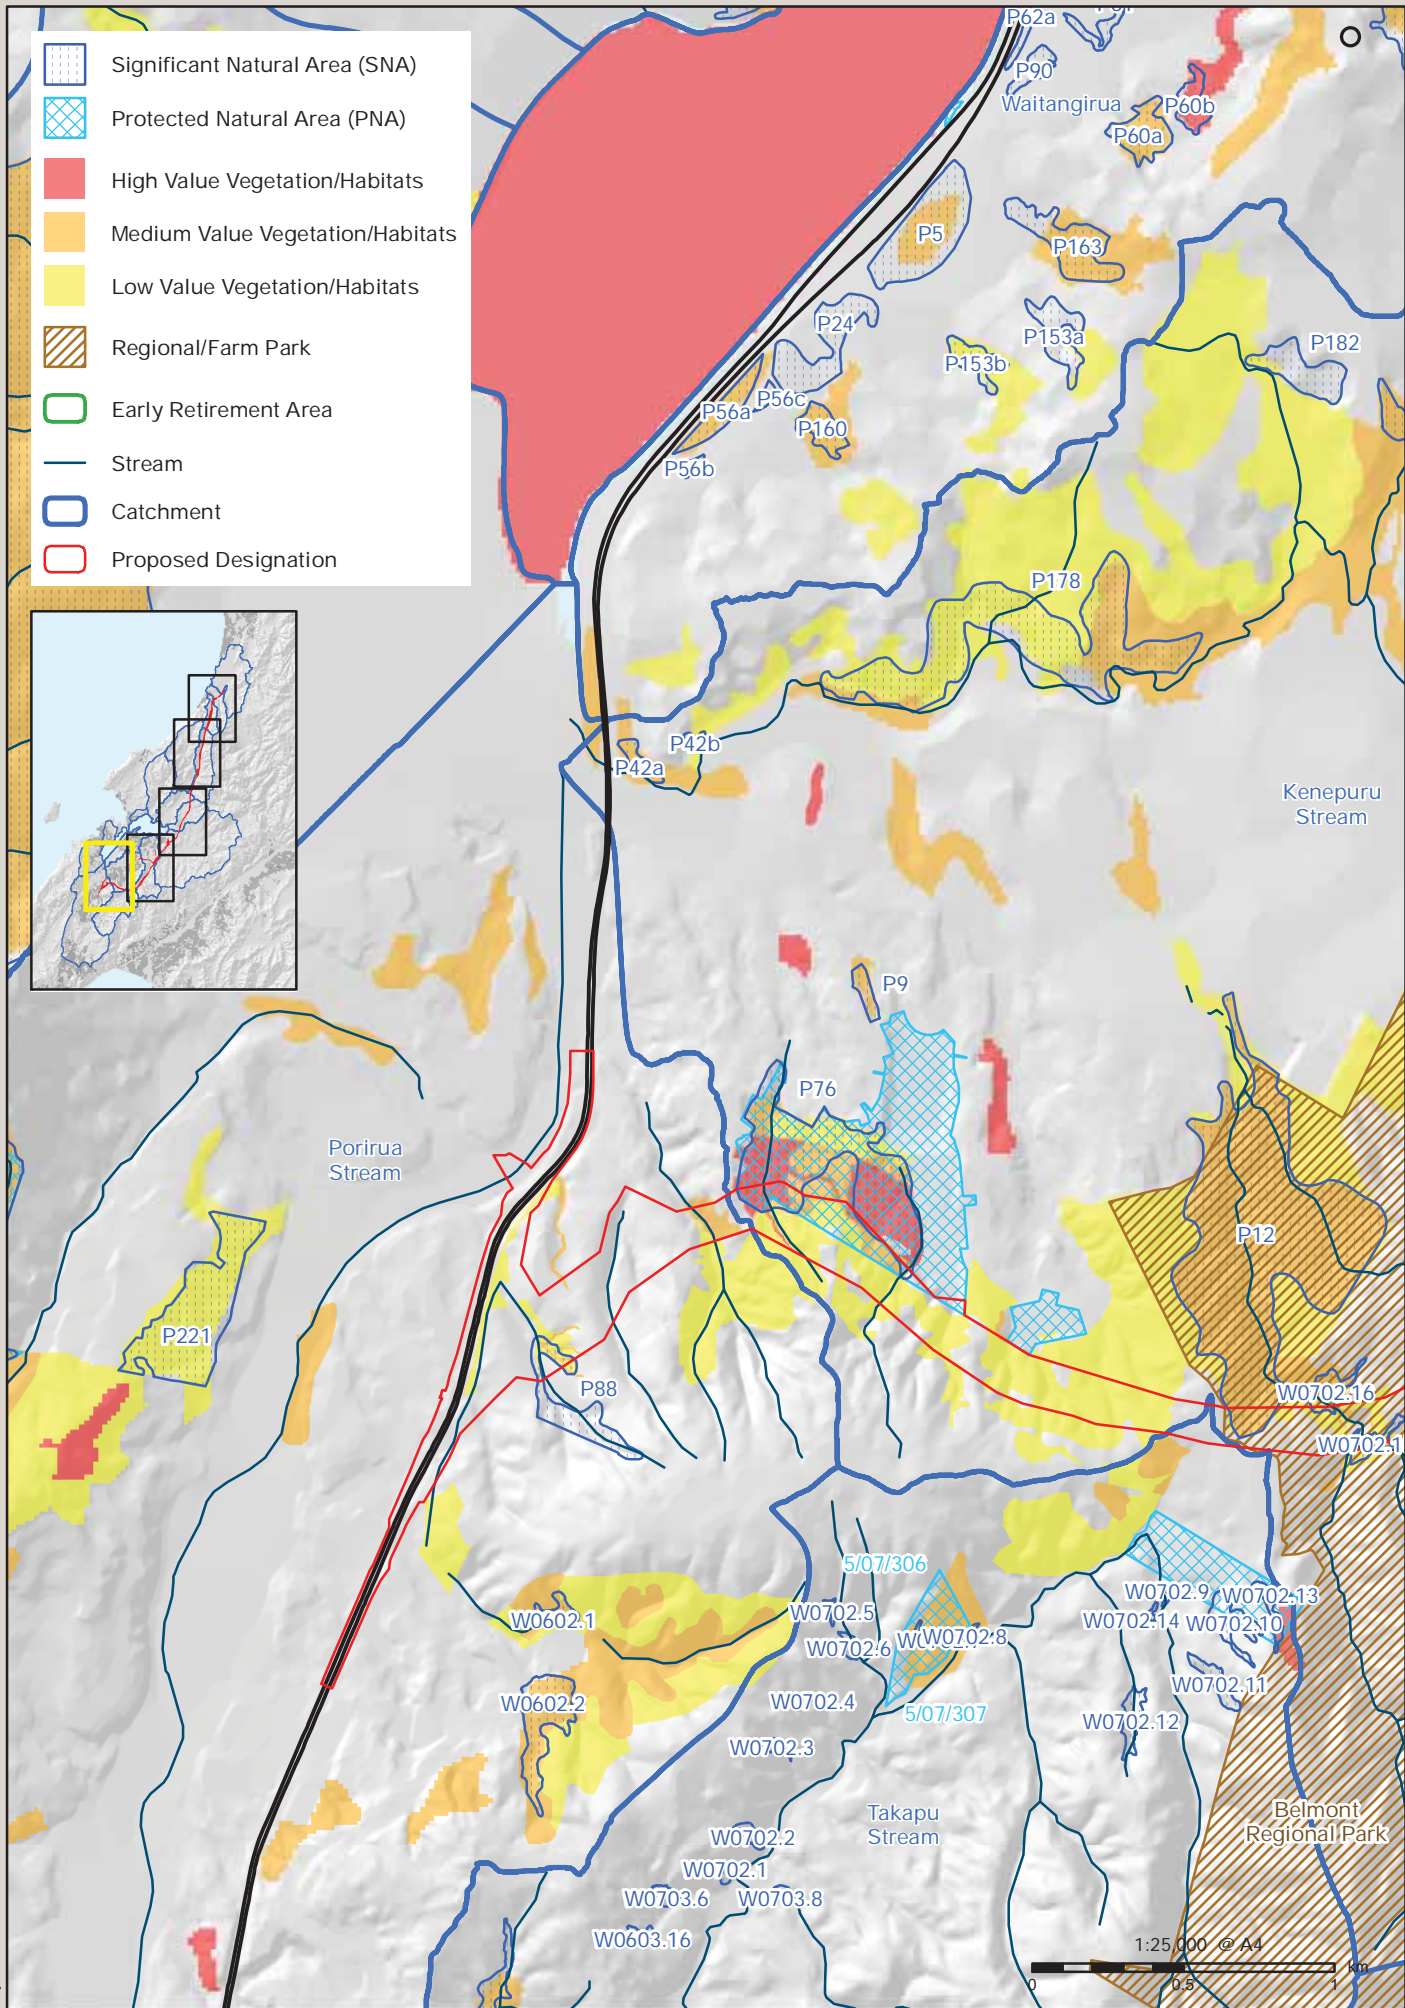 Significant Natural Area (SNA)
Protected Natural Area (PNA)
High Value Vegetation/Habitats
Medium Value Vegetation/Habitats
Low Value Vegetation/Habitats
Regional/Farm Park
Early Retirement Area
Stream
Catchment
Proposed Designation
P62a
P90
Waitangirua
P60b
P60a
P5
P163
P24
P153a
P153b
P182
P56c
P56a
P160
P56b
P178
P42b
P42a
Kenepuru
Stream
P9
P76
Porirua
Stream
P12
P221
P88
W0702.16
W0702.1
5/07/306
W0702.9
W0702.13
W0702.5
W0602.1
W0702.14
W0702.10
W0702.8
W0702.6
W0702.11
W0602.2
W0702.4
5/07/307
W0702.12
W0702.3
Takapu
Stream
Belmont
Regional Park
W0702.2
W0702.1
W0703.6
W0703.8
W0603.16
1:25,000 @ A4
km
0
0.5
1